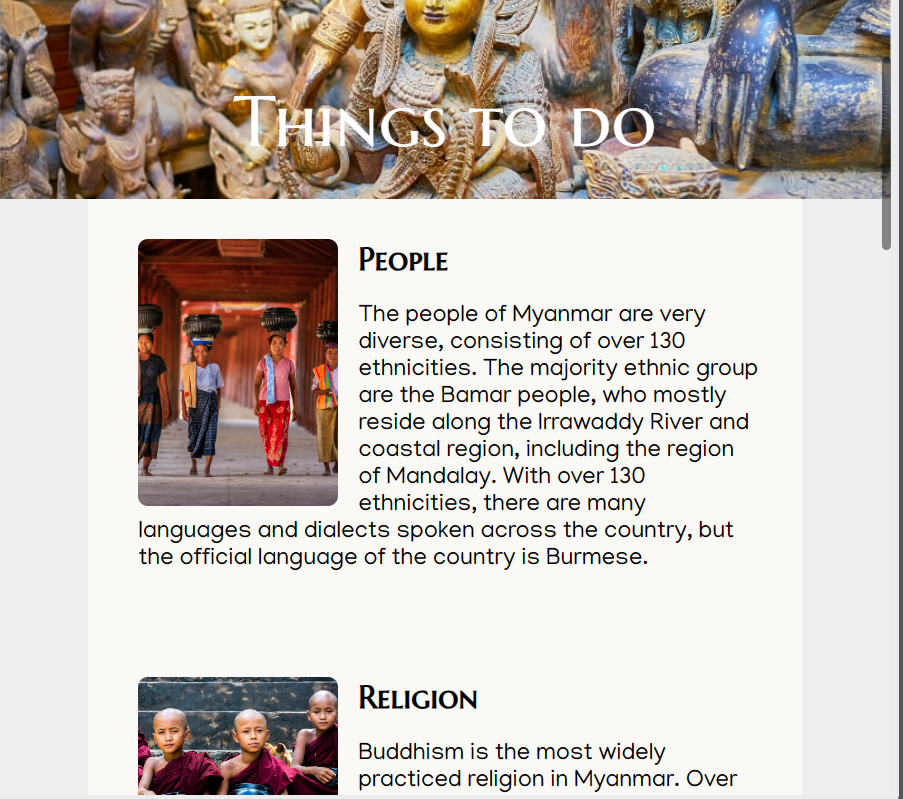 Things to do
People
The people of Myanmar are very
diverse, consisting of over 130
ethnicities. The majority ethnic group
are the Bamar people, who mostly
reside along the Irrawaddy River and
coastal region, including the region
of Mandalay. With over 130
ethnicities, there are many
languages and dialects spoken across the country, but
the official language of the country is Burmese.
Religion
Buddhism is the most widely
practiced religion in Myanmar. Over